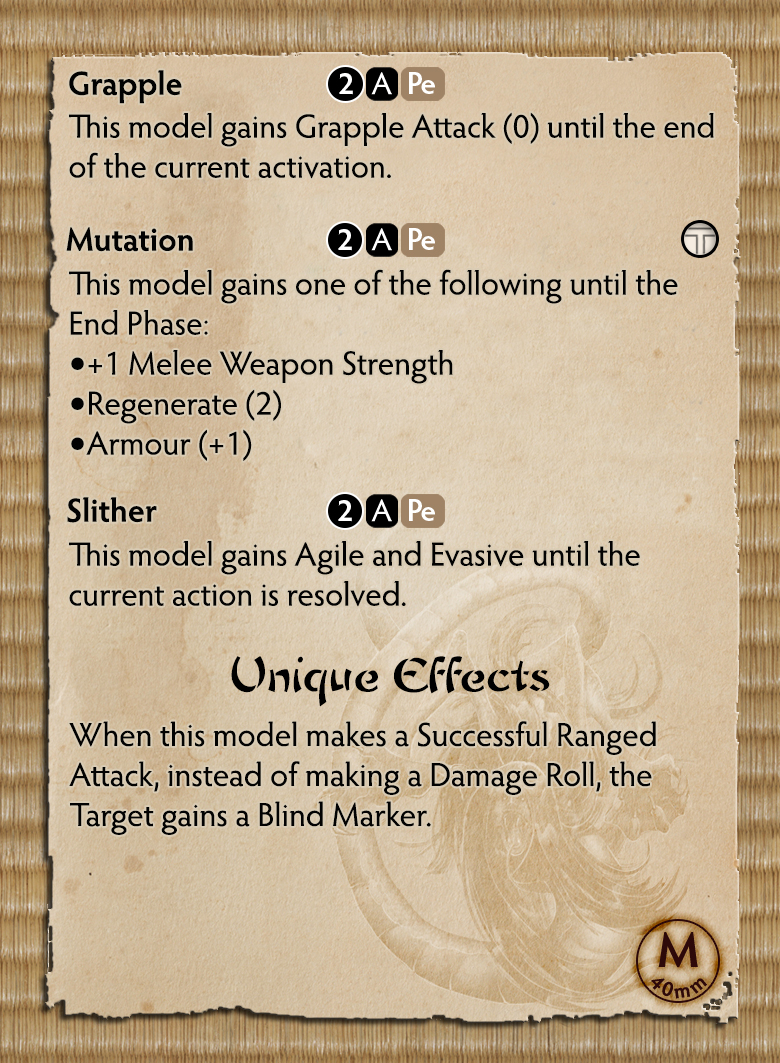 Grapple 2 A Pe
This model gains Grapple Attack (0) until the end
of the current activation.
Mutation 2 A Pe T
This model gains one of the following until the
End Phase:
•+1 Melee Weapon Strength
•Regenerate (2)
•Armour (+1)
Slither 2 A Pe
This model gains Agile and Evasive until the
current action is resolved.
Unique Effects
When this model makes a Successful Ranged
Attack, instead of making a Damage Roll, the
Target gains a Blind Marker.
M
40mm